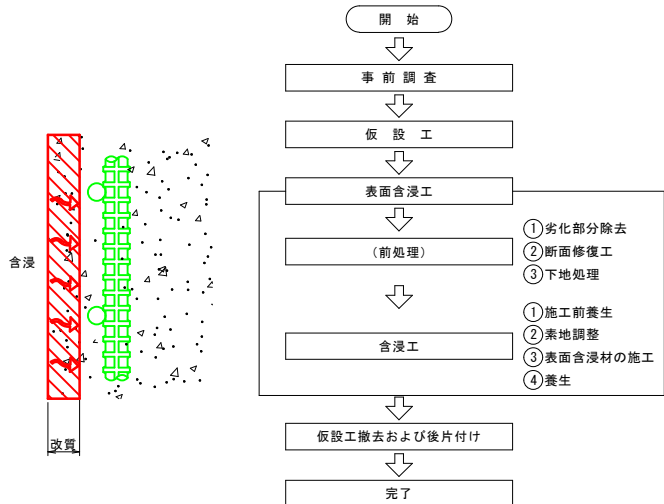 開 始
事 前 調 査
仮 設 工
表面含浸工
(前処理)
①劣化部分除去
②断面修復工
③下地処理
含浸工
①施工前養生
②素地調整
③表面含浸材の施工
④養生
仮設工撤去および後片付け
完了
含浸
改質